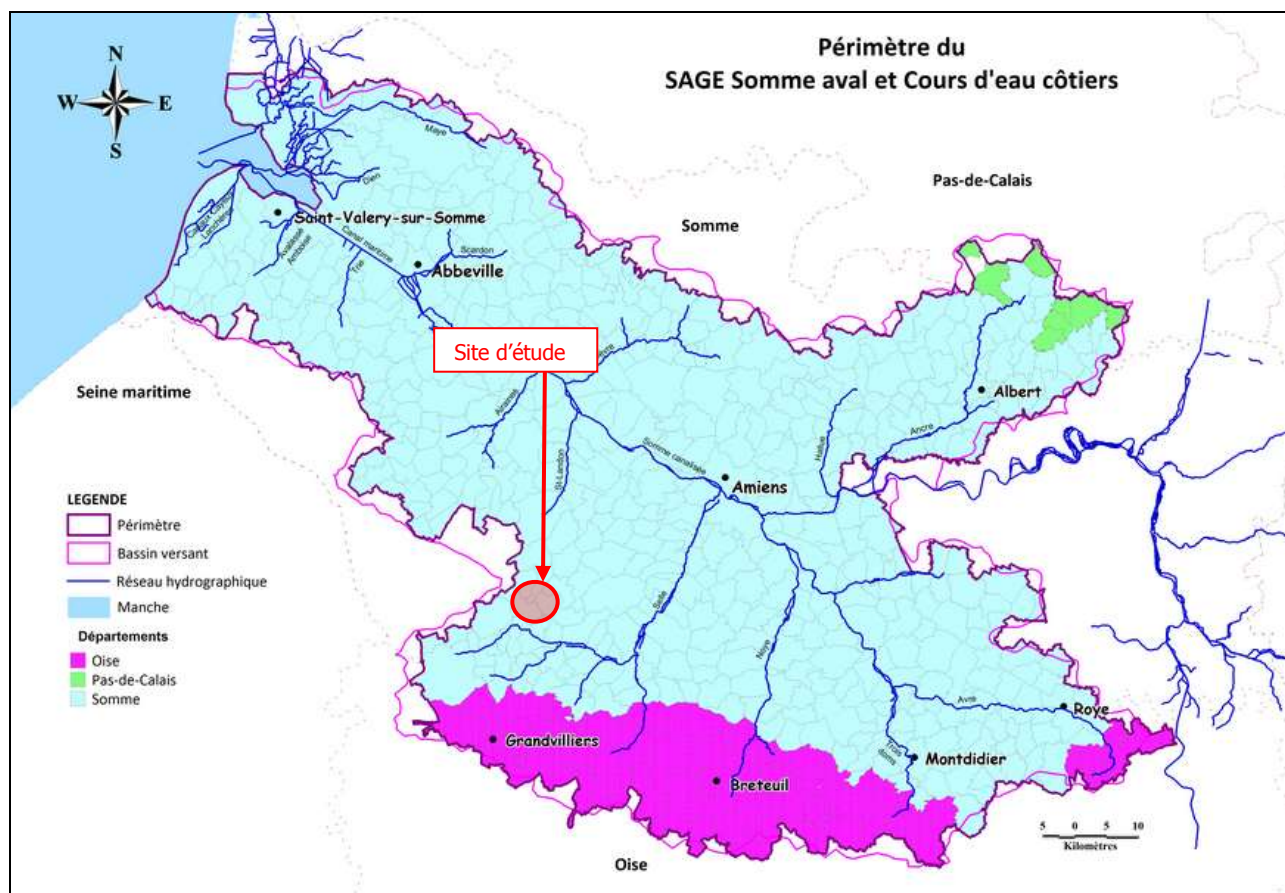 Périmètre du
SAGE Somme aval et Cours d'eau côtiers
N
W
E
S
Maye
Pas-de-Calais
Dien
Somme
Saint-Valery-sur-Somme
Canal maritime
Scardon
Abbeville
Trie
Amboise
Lanchères
Site d'étude
Seine maritime
Airaines
Albert
Ancre
Hallue
Somme canalisée
St-Landon
Amiens
LEGENDE
Périmètre
Bassin versant
Réseau hydrographique
Manche
Départements
Oise
Pas-de-Calais
Somme
Selle
Noye
Avre
Roye
Trois
doms
Montdidier
Grandvilliers
Breteuil
5 0 5 10
Kilomètres
Oise